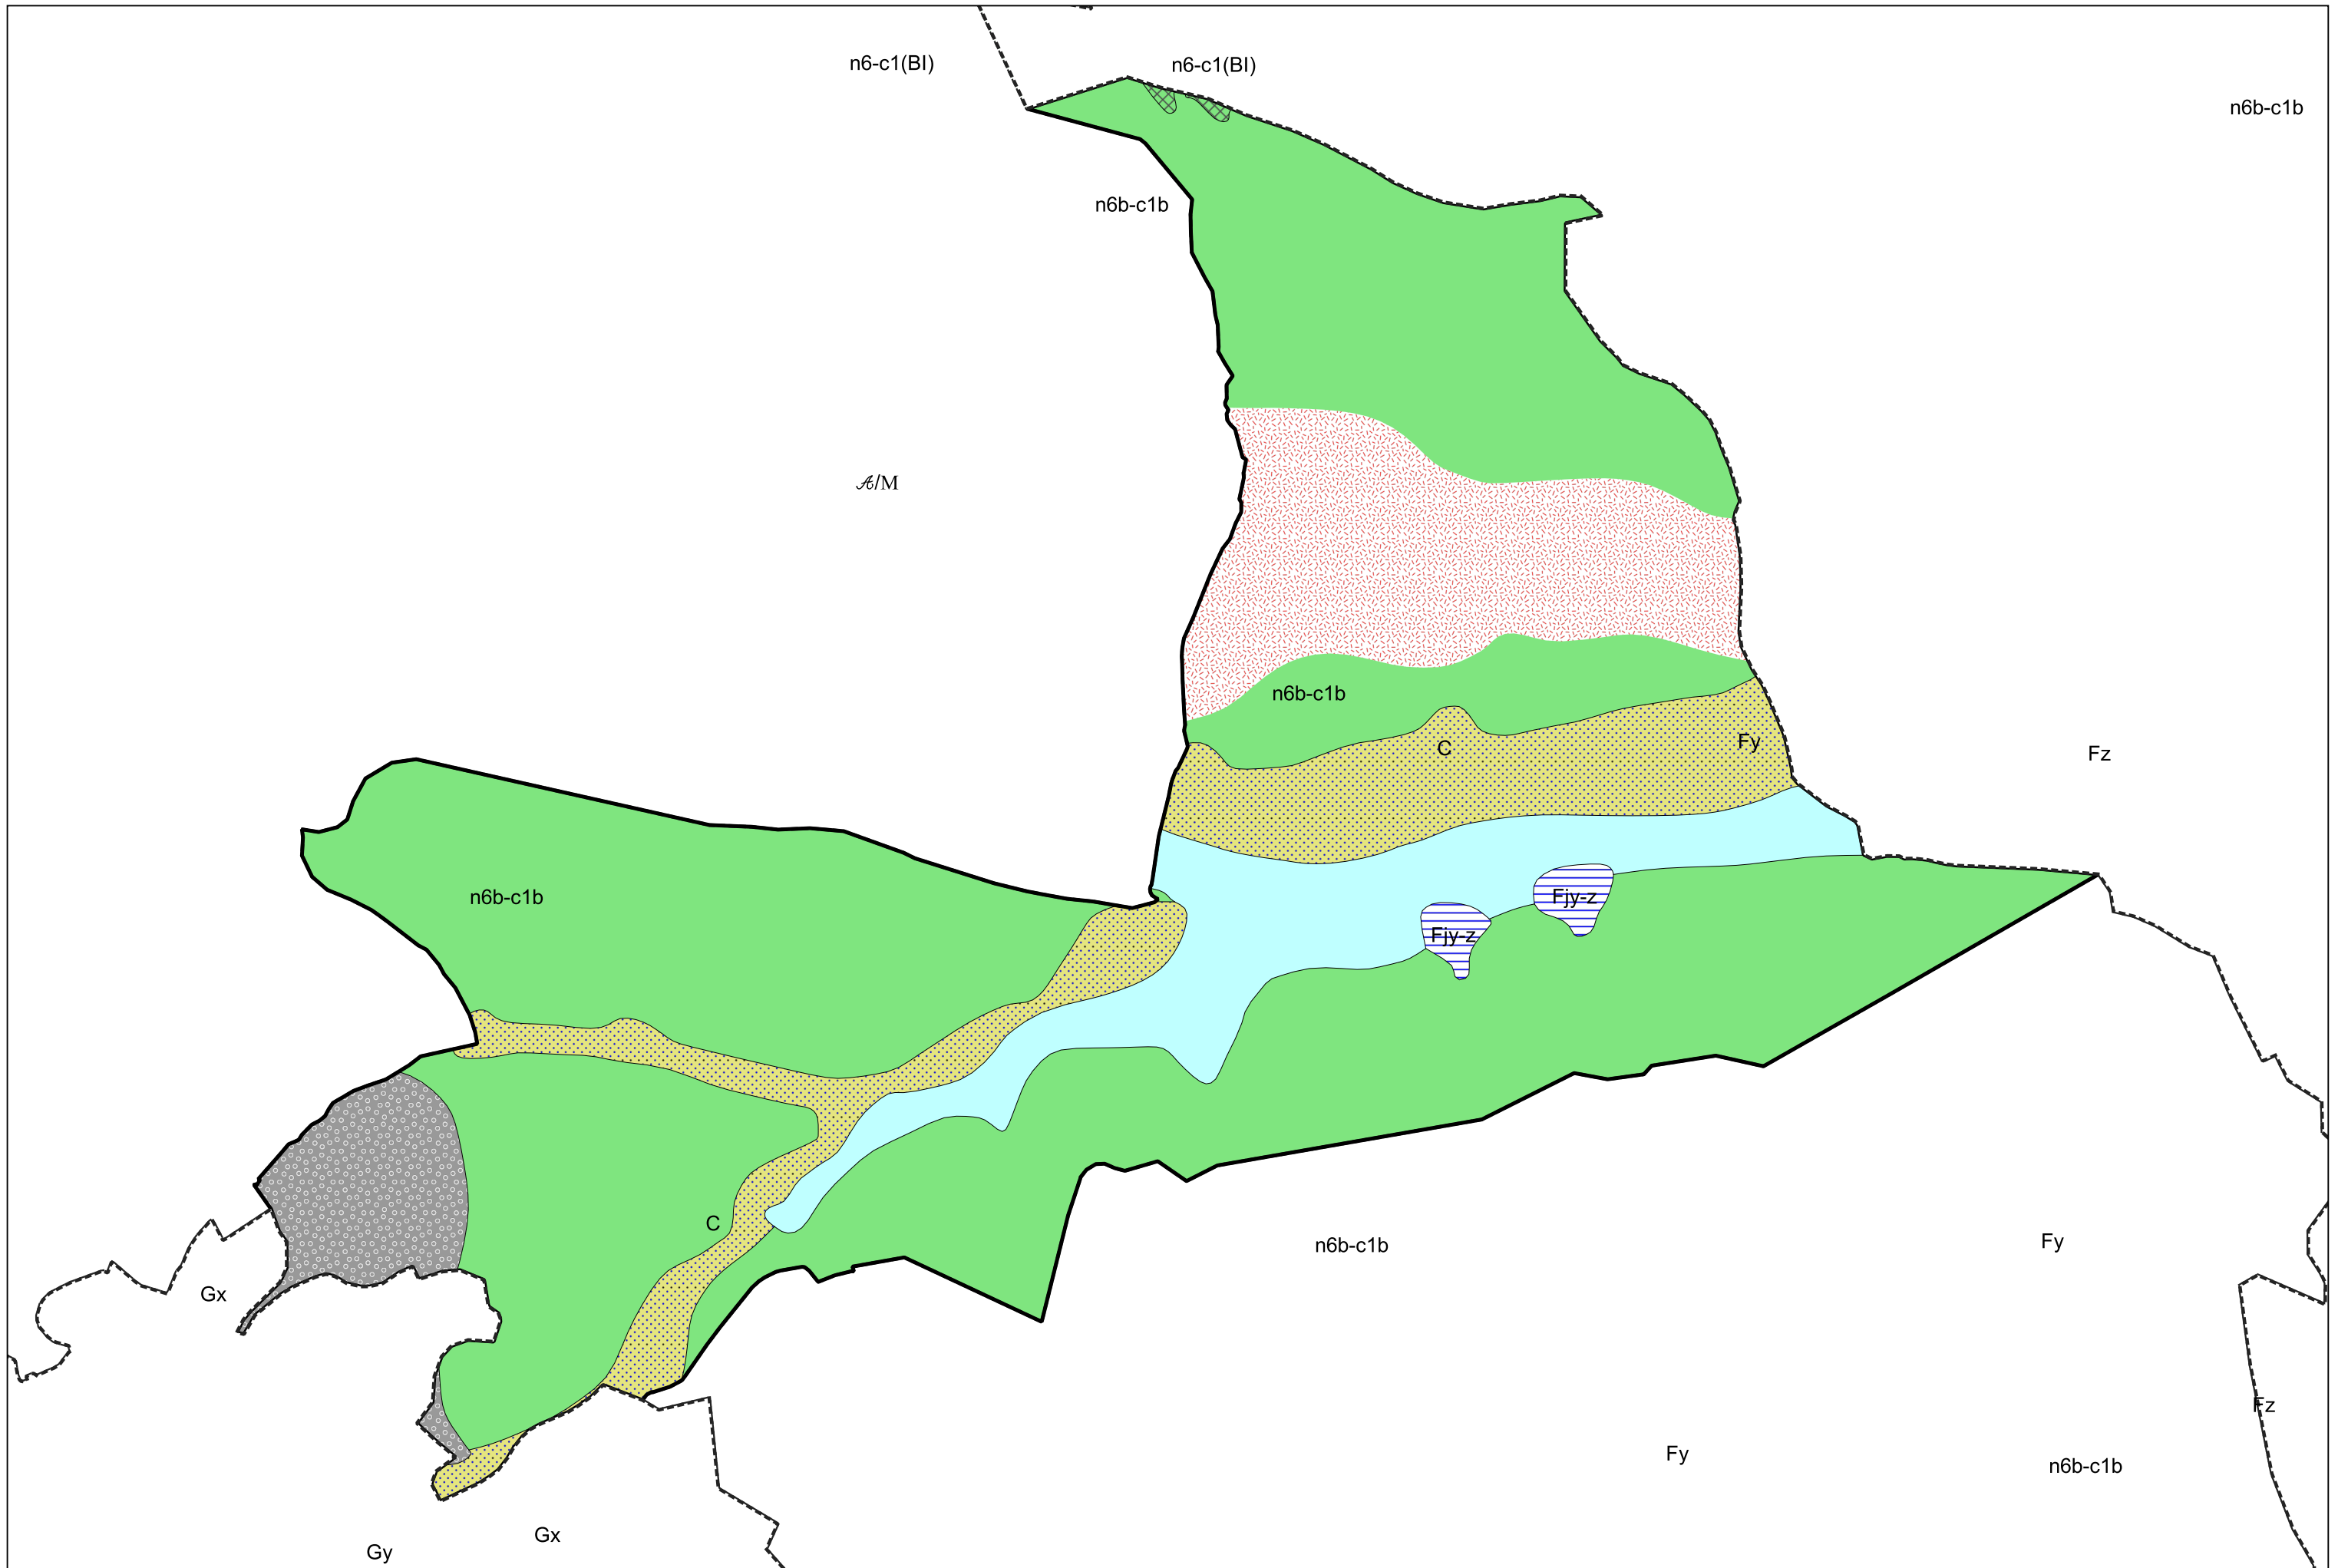 n6-c1(BI)
n6-c1(BI)
n6b-c1b
n6b-c1b
𝒜/M
n6b-c1b
C
Fy
Fz
n6b-c1b
Fjy-z
Fjy-z
C
n6b-c1b
Fy
Gx
Fz
Fy
n6b-c1b
Gx
Gy